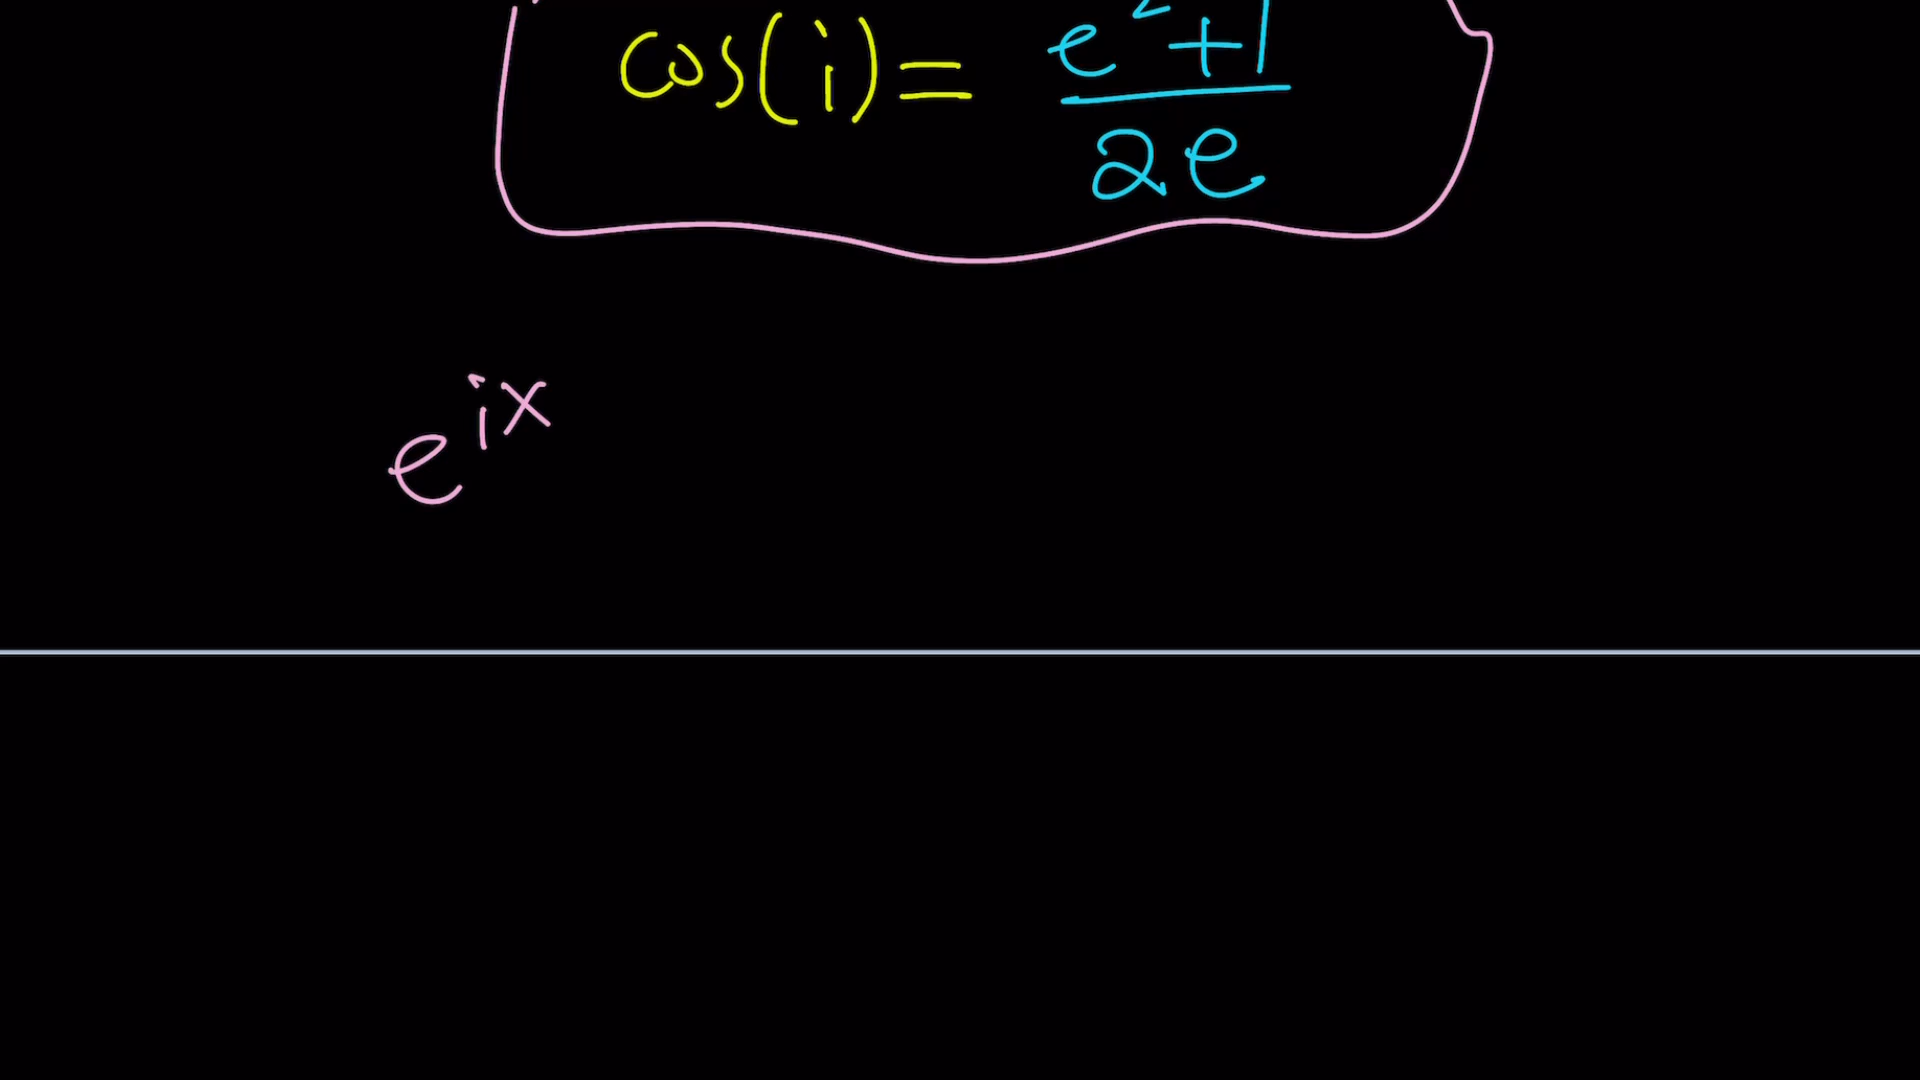 cos(i) = e²+1 / 2e
e^{ix}